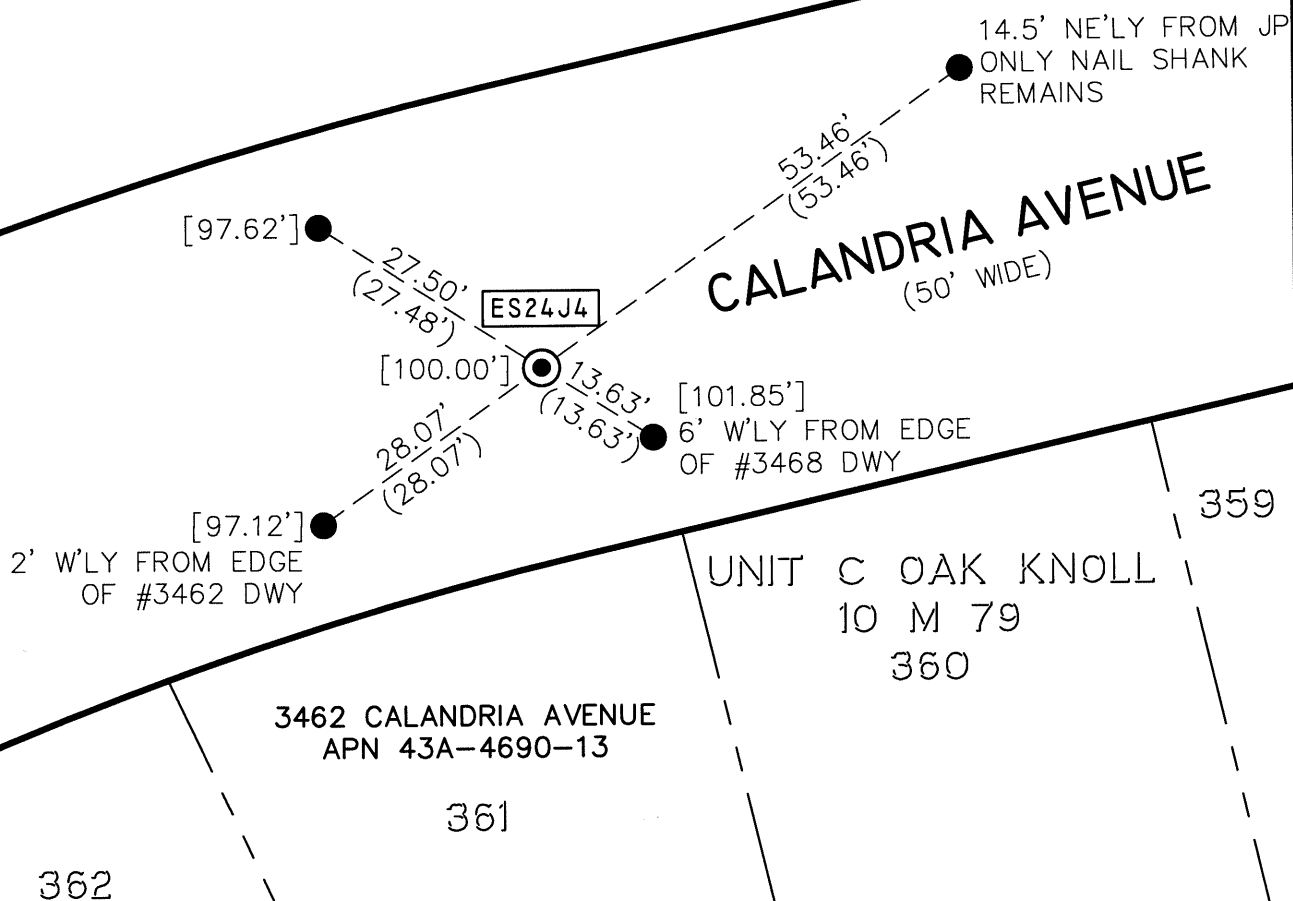 14.5' NE'LY FROM JP
ONLY NAIL SHANK
REMAINS
53.46'
(53.46')
CALANDRIA AVENUE
(50' WIDE)
[97.62']
27.50'
(27.48')
ES24J4
[100.00']
13.63'
(13.63')
[101.85']
6' W'LY FROM EDGE
OF #3468 DWY
28.07'
(28.07')
[97.12']
2' W'LY FROM EDGE
OF #3462 DWY
359
UNIT C OAK KNOLL
10 M 79
360
3462 CALANDRIA AVENUE
APN 43A-4690-13
361
362